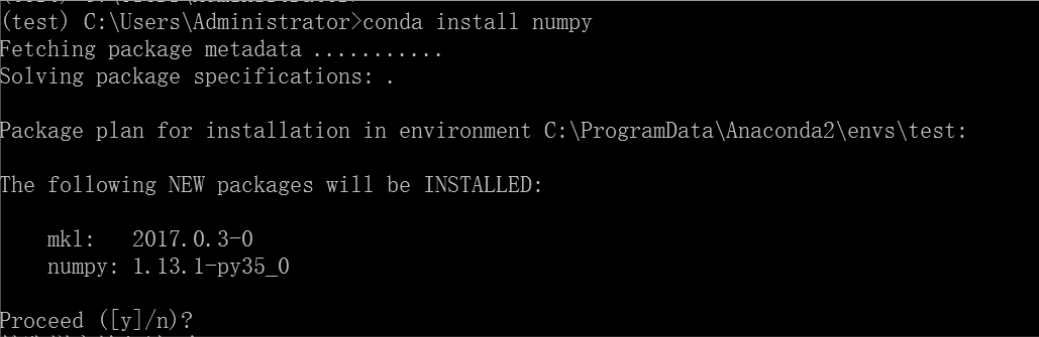 (test) C:\Users\Administrator>conda install numpy
Fetching package metadata ...........
Solving package specifications: .
Package plan for installation in environment C:\ProgramData\Anaconda2\envs\test:
The following NEW packages will be INSTALLED:
mkl: 2017.0.3-0
numpy: 1.13.1-py35_0
Proceed ([y]/n)?